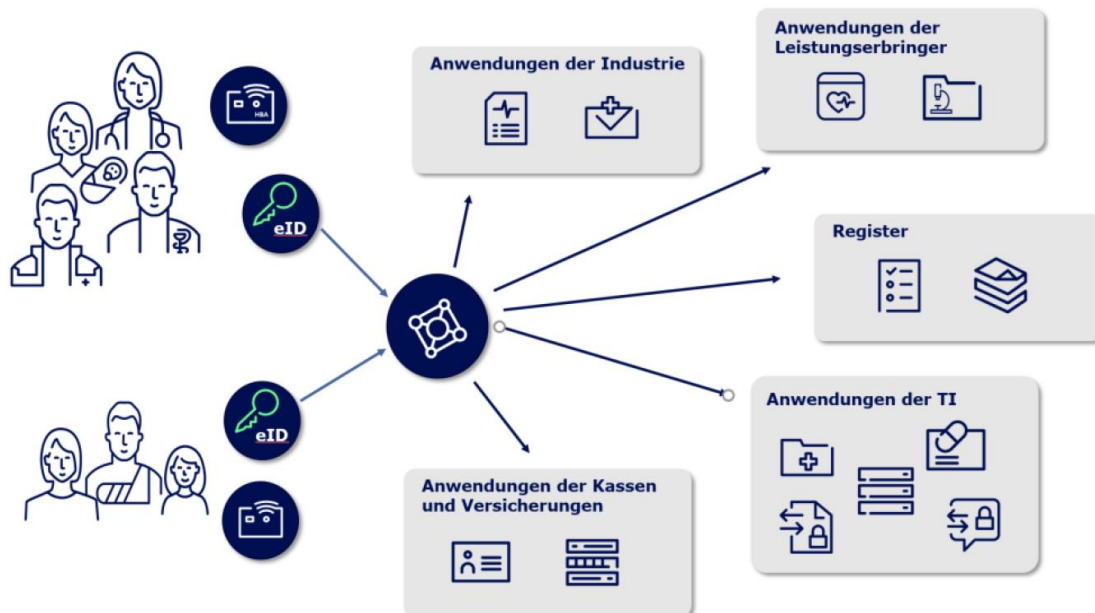 Anwendungen der Industrie
Anwendungen der
Leistungserbringer
HBA
eID
Register
eID
Anwendungen der TI
Anwendungen der Kassen
und Versicherungen